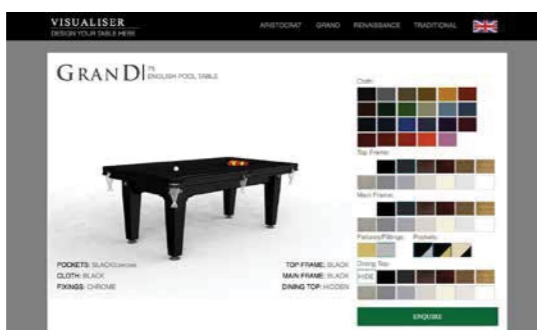 VISUALISER
DESIGN YOUR TABLE HERE
ARISTOCRAT GRAND RENAISSANCE TRADITIONAL
GRAND
ENGLISH POOL TABLE
Cloth:
Top Frame:
Main Frame:
Fixtures/Fittings: Pockets:
Dining Top:
HIDE
POCKETS: BLACK/CHROME
CLOTH: BLACK
FIXINGS: CHROME
TOP FRAME: BLACK
MAIN FRAME: BLACK
DINING TOP: HIDDEN
ENQUIRE